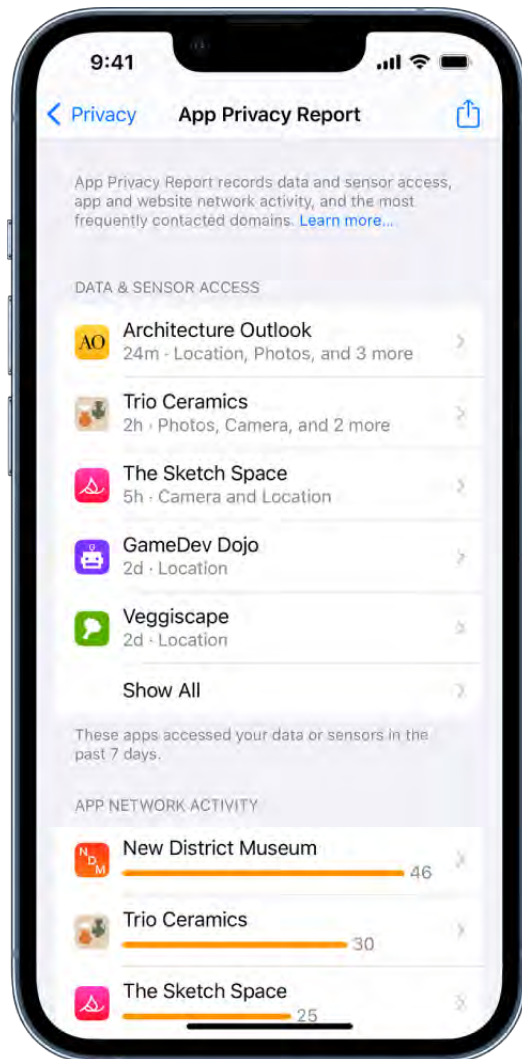 9:41
Privacy
App Privacy Report
App Privacy Report records data and sensor access,
app and website network activity, and the most
frequently contacted domains. Learn more...
DATA & SENSOR ACCESS
AO
Architecture Outlook
24m · Location, Photos, and 3 more
Trio Ceramics
2h · Photos, Camera, and 2 more
The Sketch Space
5h · Camera and Location
GameDev Dojo
2d · Location
Veggiscape
2d · Location
Show All
These apps accessed your data or sensors in the
past 7 days.
APP NETWORK ACTIVITY
NDM
New District Museum
46
Trio Ceramics
30
The Sketch Space
25